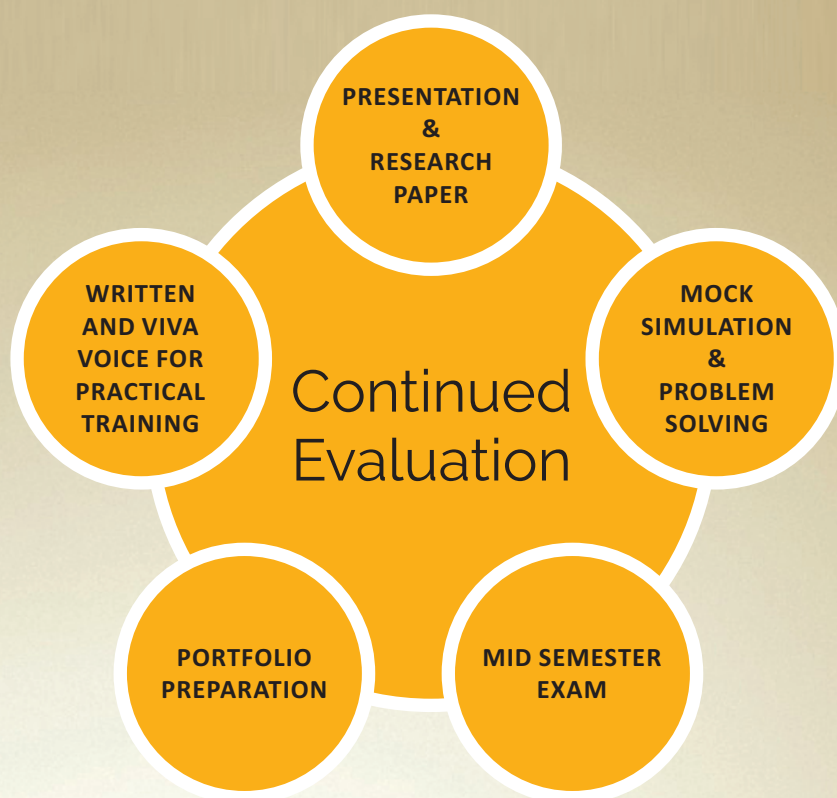 PRESENTATION
&
RESEARCH
PAPER
WRITTEN
AND VIVA
VOICE FOR
PRACTICAL
TRAINING
Continued
Evaluation
MOCK
SIMULATION
&
PROBLEM
SOLVING
PORTFOLIO
PREPARATION
MID SEMESTER
EXAM